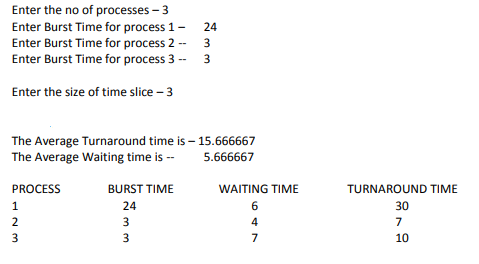 Enter the no of processes – 3
Enter Burst Time for process 1 – 24
Enter Burst Time for process 2 -- 3
Enter Burst Time for process 3 -- 3
Enter the size of time slice – 3
The Average Turnaround time is – 15.666667
The Average Waiting time is -- 5.666667
PROCESS BURST TIME WAITING TIME TURNAROUND TIME
1 24 6 30
2 3 4 7
3 3 7 10